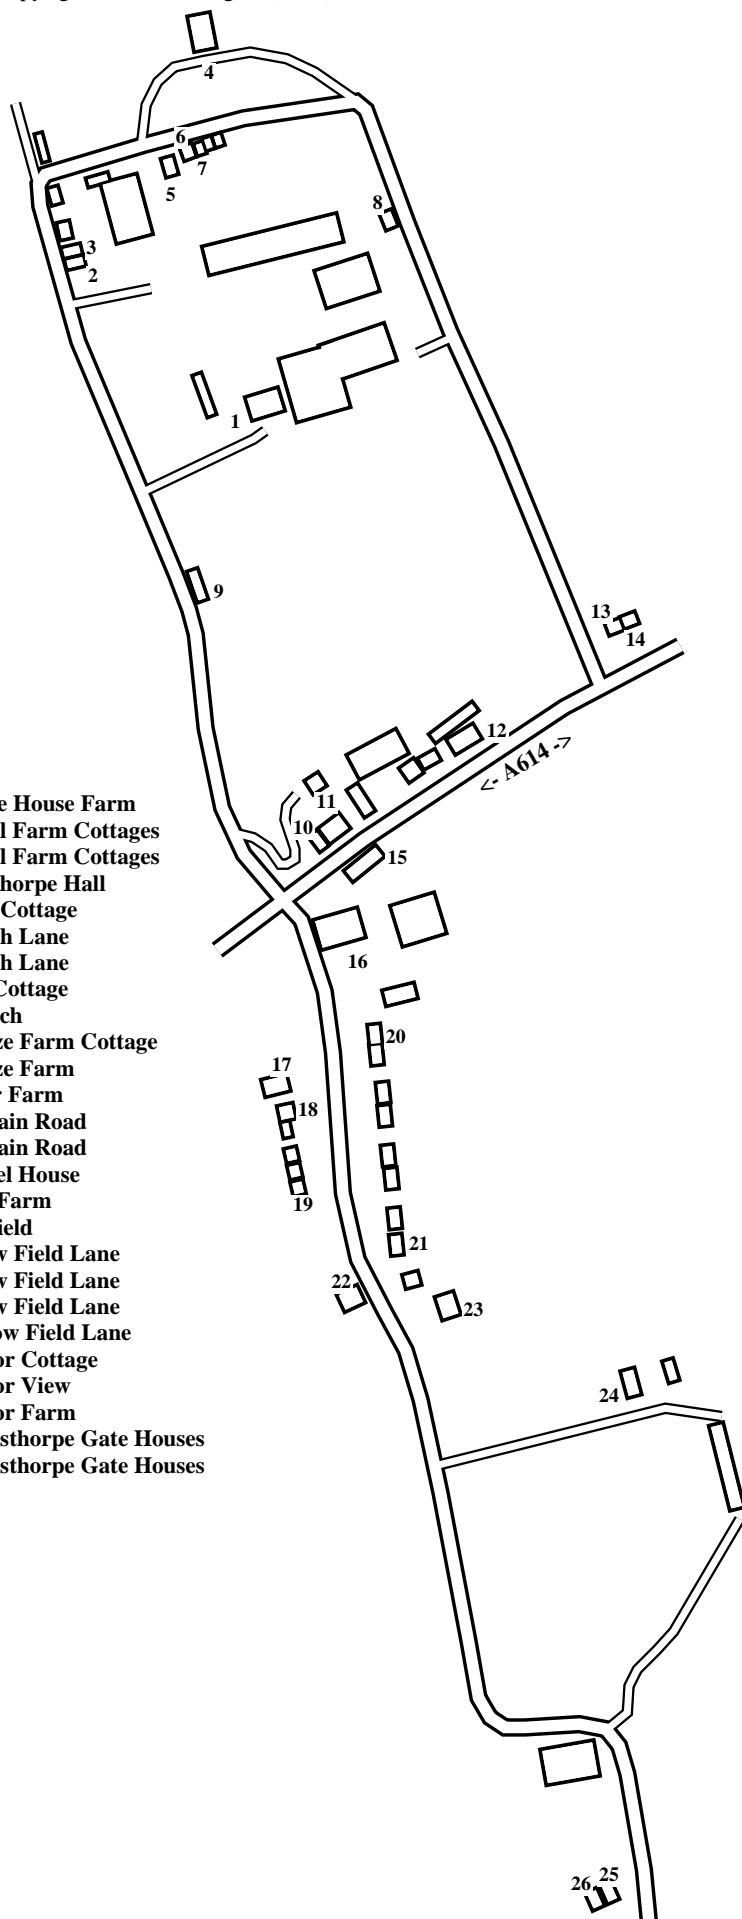 4
6
7
5
8
3
2
1
9
13
14
12
<- A614 ->
11
10
15
16
20
17
18
19
21
22
23
24
25
26
e House Farm
l Farm Cottages
l Farm Cottages
horpe Hall
Cottage
h Lane
h Lane
Cottage
ch
ze Farm Cottage
ze Farm
r Farm
ain Road
ain Road
el House
Farm
ield
w Field Lane
w Field Lane
w Field Lane
ow Field Lane
or Cottage
or View
or Farm
sthorpe Gate Houses
sthorpe Gate Houses